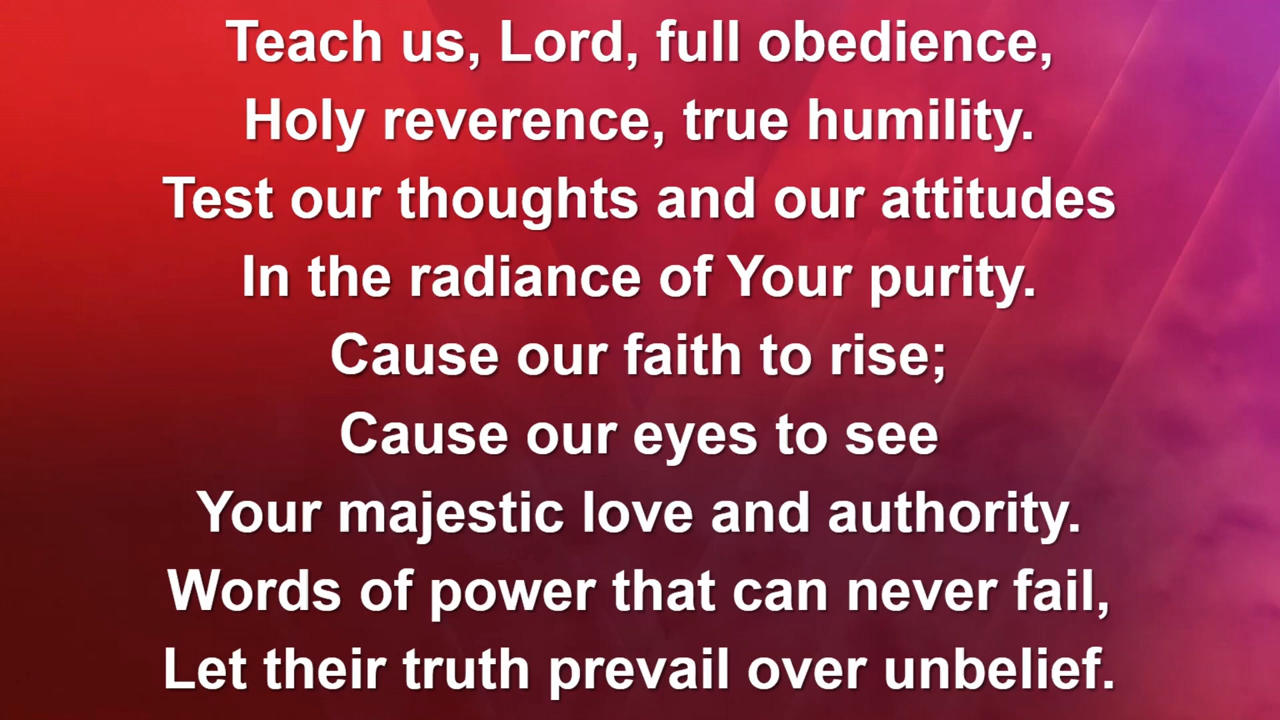 Teach us, Lord, full obedience,
Holy reverence, true humility.
Test our thoughts and our attitudes
In the radiance of Your purity.
Cause our faith to rise;
Cause our eyes to see
Your majestic love and authority.
Words of power that can never fail,
Let their truth prevail over unbelief.